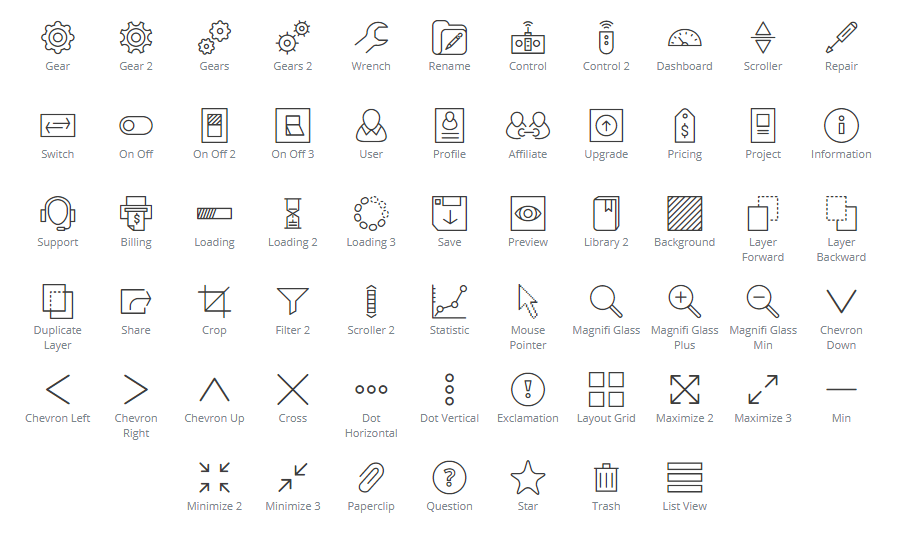 Gear Gear 2 Gears Gears 2 Wrench Rename Control Control 2 Dashboard Scroller Repair
Switch On Off On Off 2 On Off 3 User Profile Affiliate Upgrade Pricing Project Information
Support Billing Loading Loading 2 Loading 3 Save Preview Library 2 Background Layer Layer
Forward Backward
Duplicate Share Crop Filter 2 Scroller 2 Statistic Mouse Magnifi Glass Magnifi Glass Magnifi Glass Chevron
Layer Pointer Plus Min Down
Chevron Left Chevron Chevron Up Cross Dot Dot Vertical Exclamation Layout Grid Maximize 2 Maximize 3 Min
Right Horizontal
Minimize 2 Minimize 3 Paperclip Question Star Trash List View